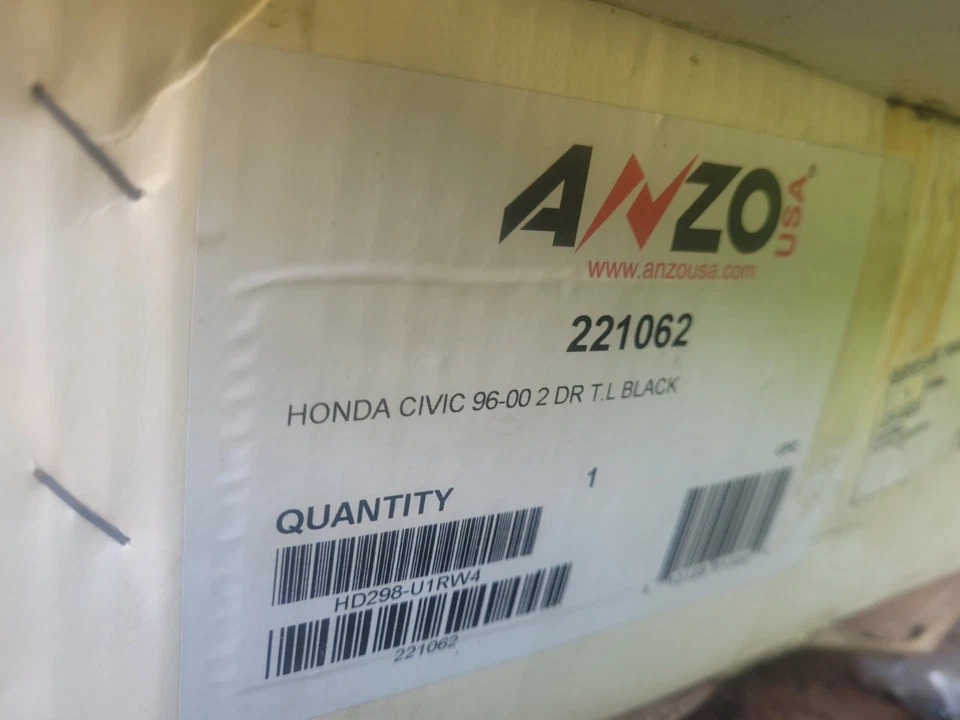 ANZO USA®
www.anzousa.com
221062
HONDA CIVIC 96-00 2 DR T.L BLACK
QUANTITY 1
HD298-U1RW4
221062